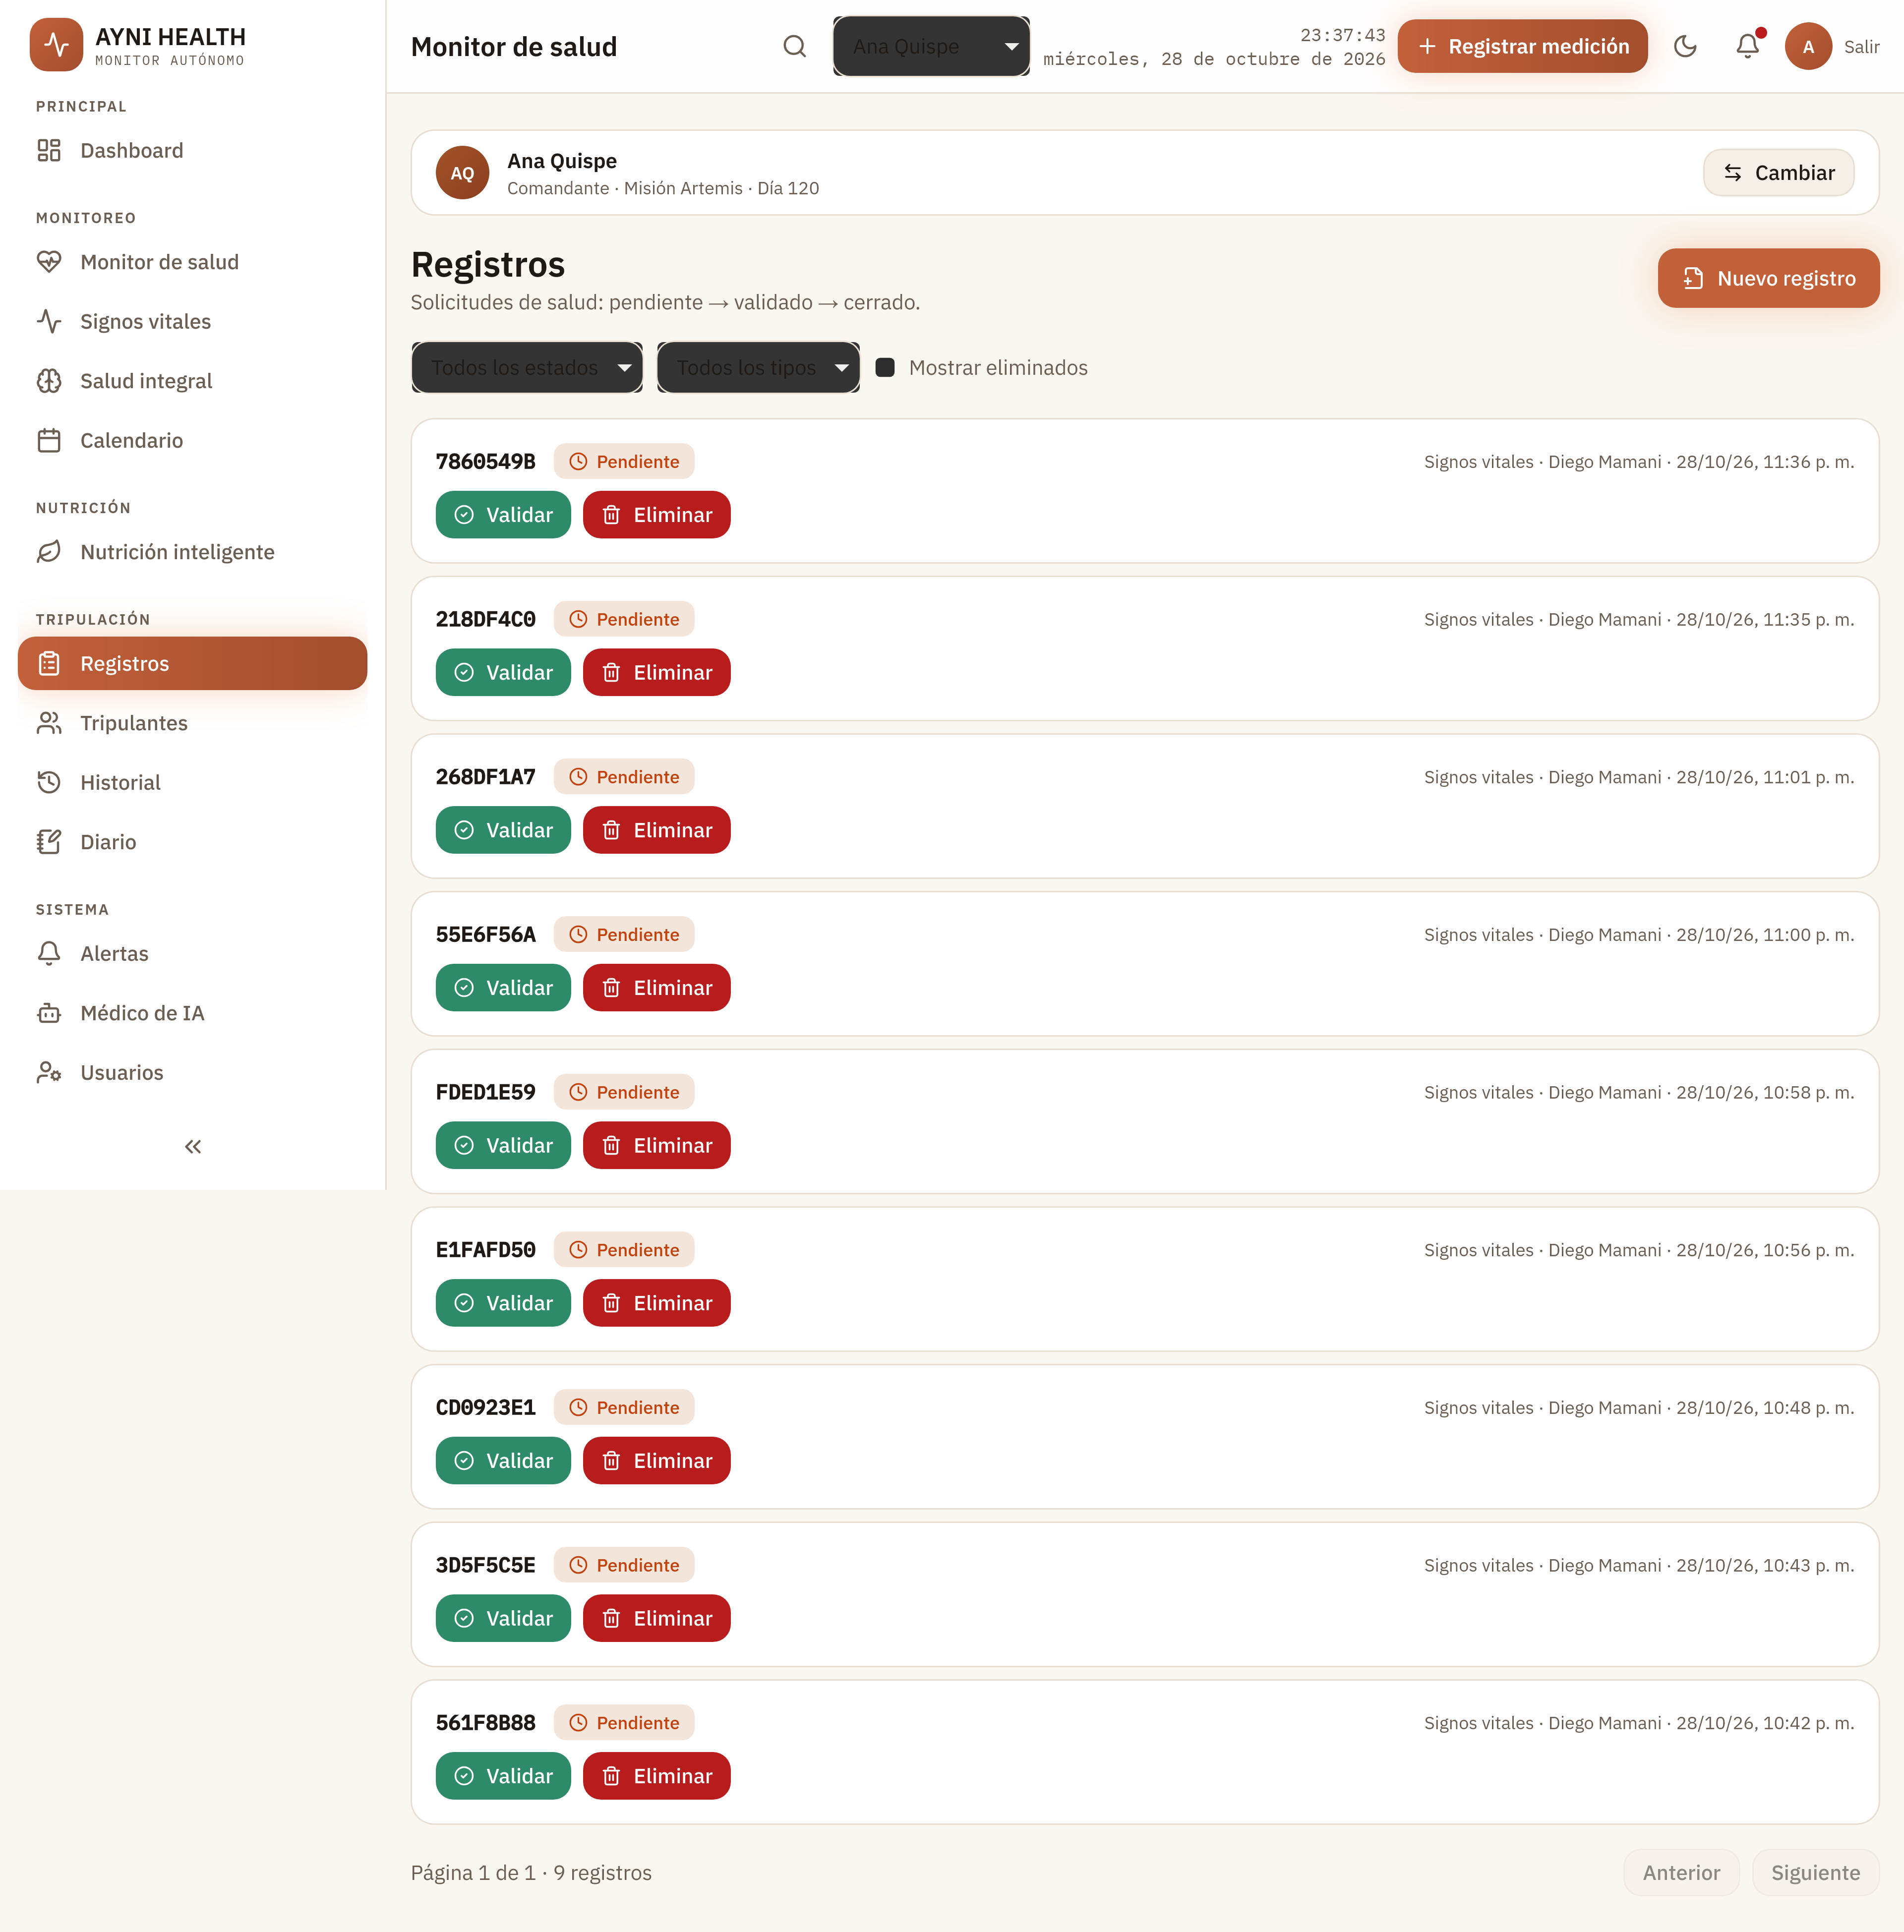 AYNI HEALTH
MONITOR AUTÓNOMO
PRINCIPAL
Dashboard
MONITOREO
Monitor de salud
Signos vitales
Salud integral
Calendario
NUTRICIÓN
Nutrición inteligente
TRIPULACIÓN
Registros
Tripulantes
Historial
Diario
SISTEMA
Alertas
Médico de IA
Usuarios
Monitor de salud
Ana Quispe
23:37:43
miércoles, 28 de octubre de 2026
Registrar medición
A
Salir
AQ
Ana Quispe
Comandante · Misión Artemis · Día 120
Cambiar
Registros
Solicitudes de salud: pendiente → validado → cerrado.
Nuevo registro
Todos los estados
Todos los tipos
Mostrar eliminados
7860549B Pendiente Signos vitales · Diego Mamani · 28/10/26, 11:36 p. m.
Validar Eliminar
218DF4C0 Pendiente Signos vitales · Diego Mamani · 28/10/26, 11:35 p. m.
Validar Eliminar
268DF1A7 Pendiente Signos vitales · Diego Mamani · 28/10/26, 11:01 p. m.
Validar Eliminar
55E6F56A Pendiente Signos vitales · Diego Mamani · 28/10/26, 11:00 p. m.
Validar Eliminar
FDED1E59 Pendiente Signos vitales · Diego Mamani · 28/10/26, 10:58 p. m.
Validar Eliminar
E1FAFD50 Pendiente Signos vitales · Diego Mamani · 28/10/26, 10:56 p. m.
Validar Eliminar
CD0923E1 Pendiente Signos vitales · Diego Mamani · 28/10/26, 10:48 p. m.
Validar Eliminar
3D5F5C5E Pendiente Signos vitales · Diego Mamani · 28/10/26, 10:43 p. m.
Validar Eliminar
561F8B88 Pendiente Signos vitales · Diego Mamani · 28/10/26, 10:42 p. m.
Validar Eliminar
Página 1 de 1 · 9 registros
Anterior
Siguiente